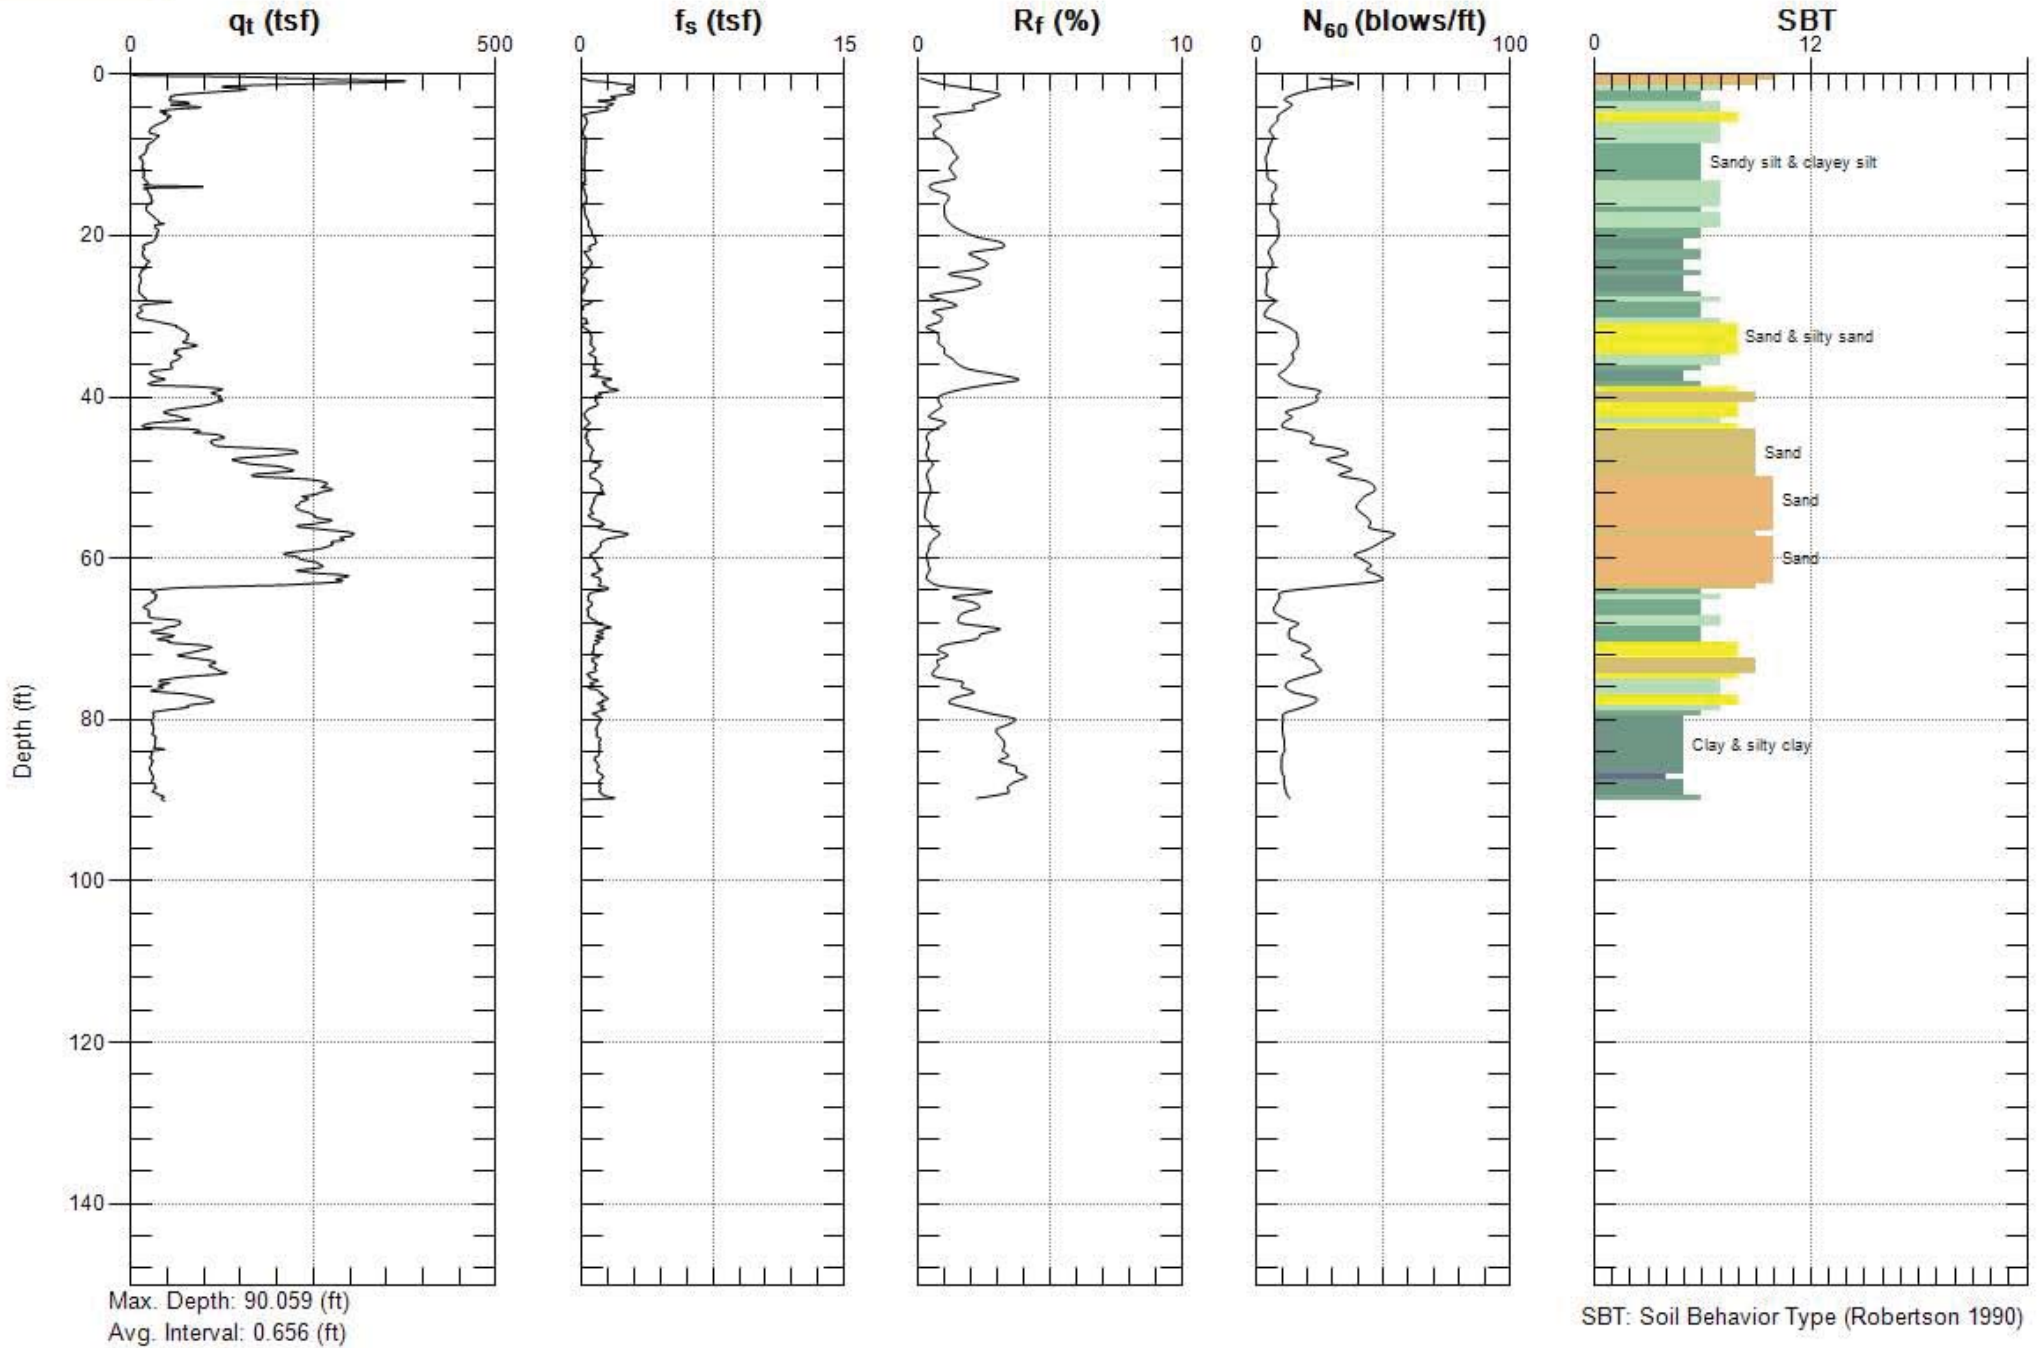 qt (tsf)
fs (tsf)
Rf (%)
N60 (blows/ft)
SBT
0 500
0 15
0 10
0 100
0 12
0
20
40
60
80
100
120
140
Depth (ft)
Sandy silt & clayey silt
Sand & silty sand
Sand
Sand
Sand
Clay & silty clay
Max. Depth: 90.059 (ft)
Avg. Interval: 0.656 (ft)
SBT: Soil Behavior Type (Robertson 1990)